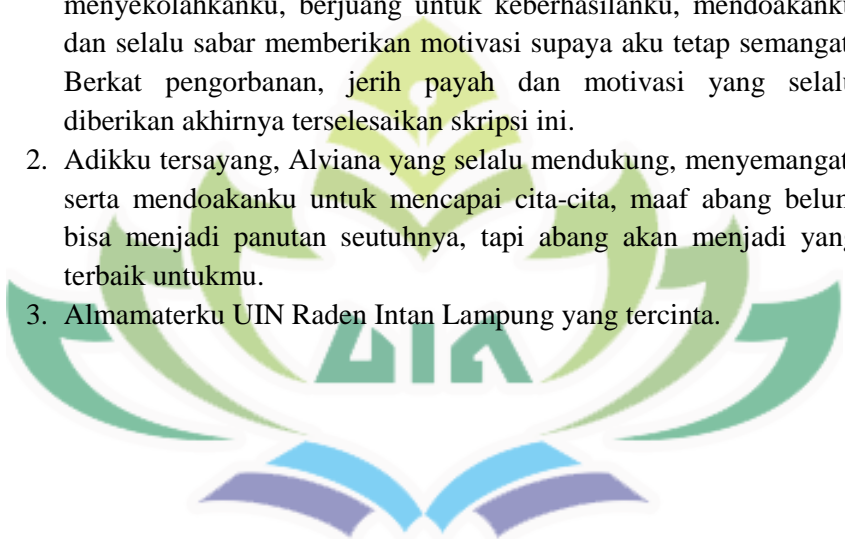 menyekolahkanku, berjuang untuk keberhasilanku, mendoakanku
dan selalu sabar memberikan motivasi supaya aku tetap semangat
Berkat pengorbanan, jerih payah dan motivasi yang selalu
diberikan akhirnya terselesaikan skripsi ini.
2. Adikku tersayang, Alviana yang selalu mendukung, menyemangat
serta mendoakanku untuk mencapai cita-cita, maaf abang belum
bisa menjadi panutan seutuhnya, tapi abang akan menjadi yang
terbaik untukmu.
3. Almamaterku UIN Raden Intan Lampung yang tercinta.
UIN